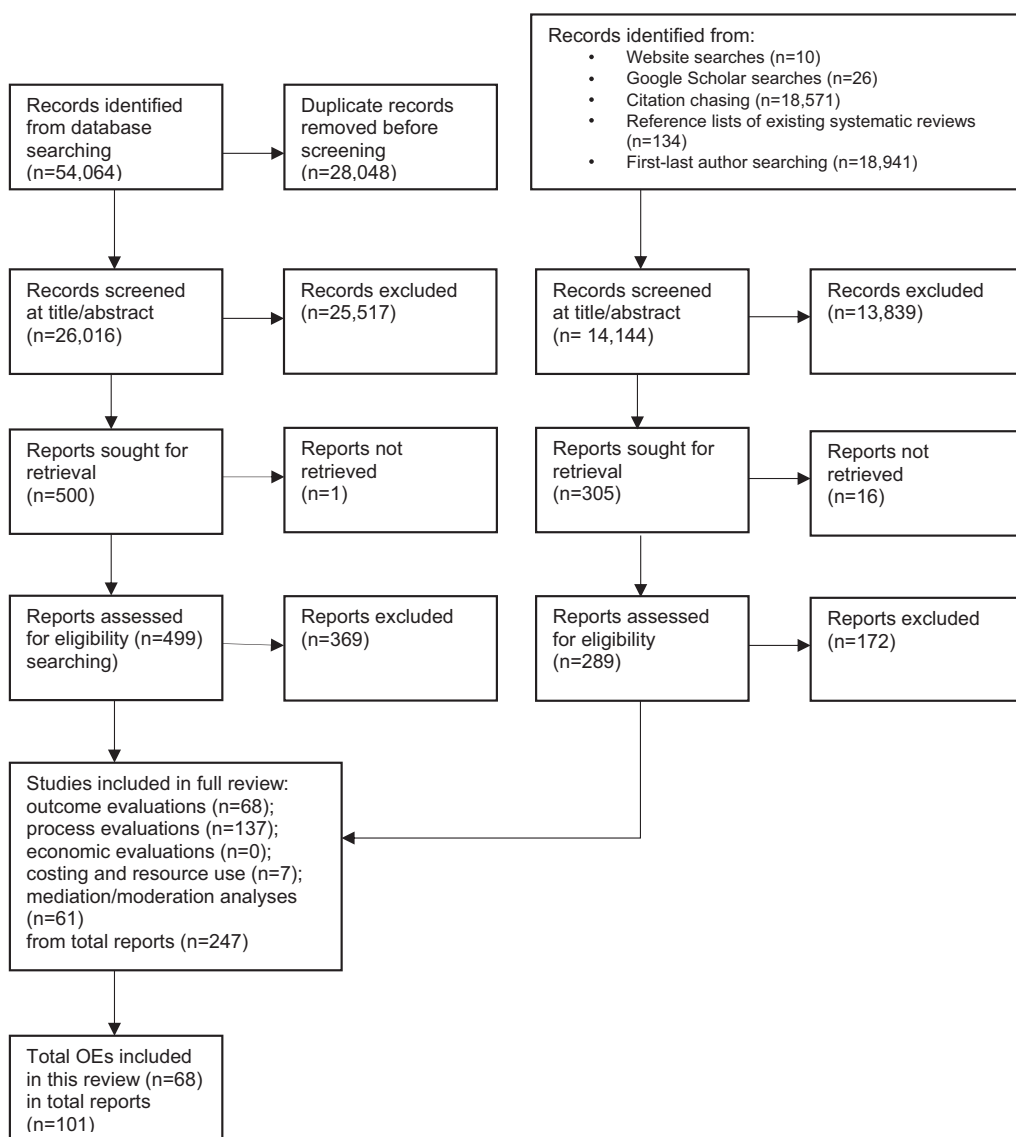 Records identified
from database
searching
(n=54,064)
Duplicate records
removed before
screening
(n=28,048)
Records identified from:
• Website searches (n=10)
• Google Scholar searches (n=26)
• Citation chasing (n=18,571)
• Reference lists of existing systematic reviews
(n=134)
• First-last author searching (n=18,941)
Records screened
at title/abstract
(n=26,016)
Records excluded
(n=25,517)
Records screened
at title/abstract
(n= 14,144)
Records excluded
(n=13,839)
Reports sought for
retrieval
(n=500)
Reports not
retrieved
(n=1)
Reports sought for
retrieval
(n=305)
Reports not
retrieved
(n=16)
Reports assessed
for eligibility (n=499)
searching)
Reports excluded
(n=369)
Reports assessed
for eligibility
(n=289)
Reports excluded
(n=172)
Studies included in full review:
outcome evaluations (n=68);
process evaluations (n=137);
economic evaluations (n=0);
costing and resource use (n=7);
mediation/moderation analyses
(n=61)
from total reports (n=247)
Total OEs included
in this review (n=68)
in total reports
(n=101)